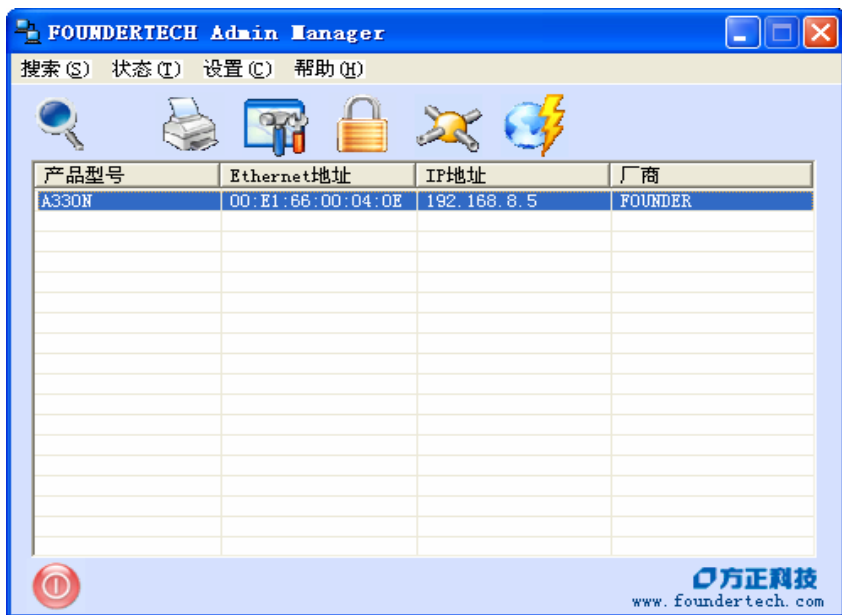 FOUNDERTECH Admin Manager
搜索(S) 状态(T) 设置(C) 帮助(H)
产品型号 Ethernet地址 IP地址 厂商
A330N 00:E1:66:00:04:0E 192.168.8.5 FOUNDER
方正科技
www.foundertech.com